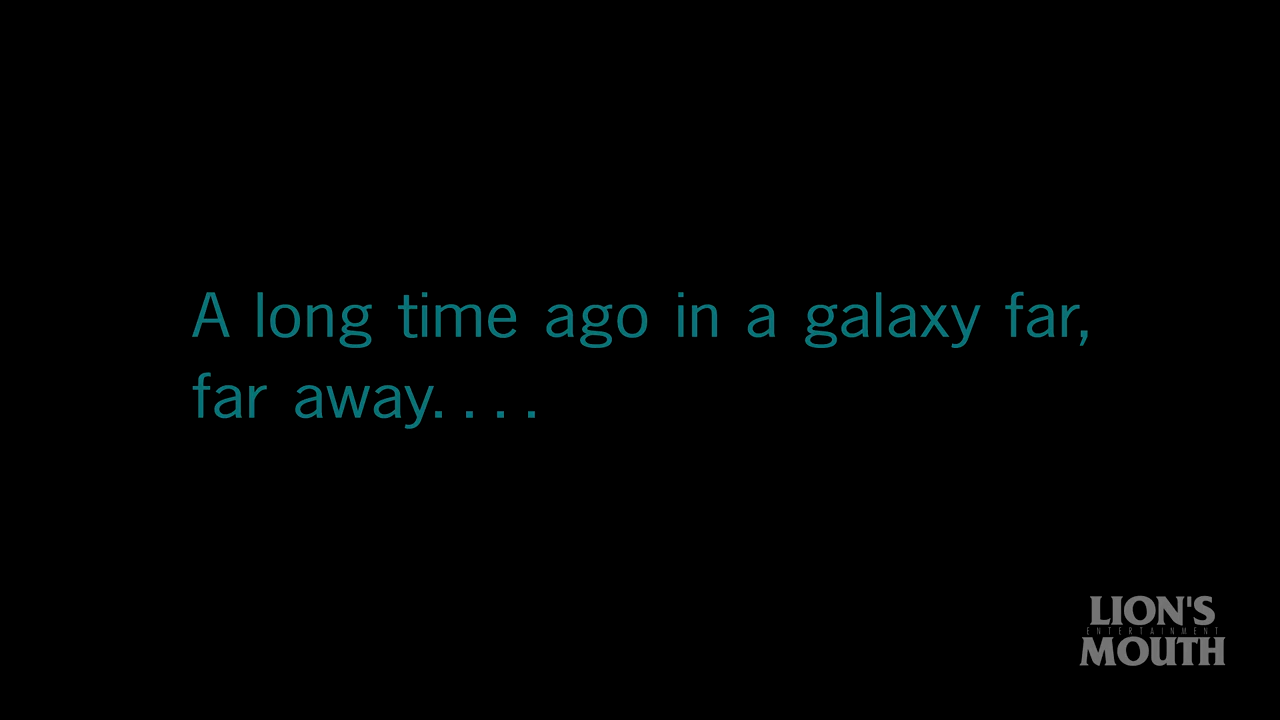 A long time ago in a galaxy far,
far away. . . .
LION'S
ENTERTAINMENT
MOUTH